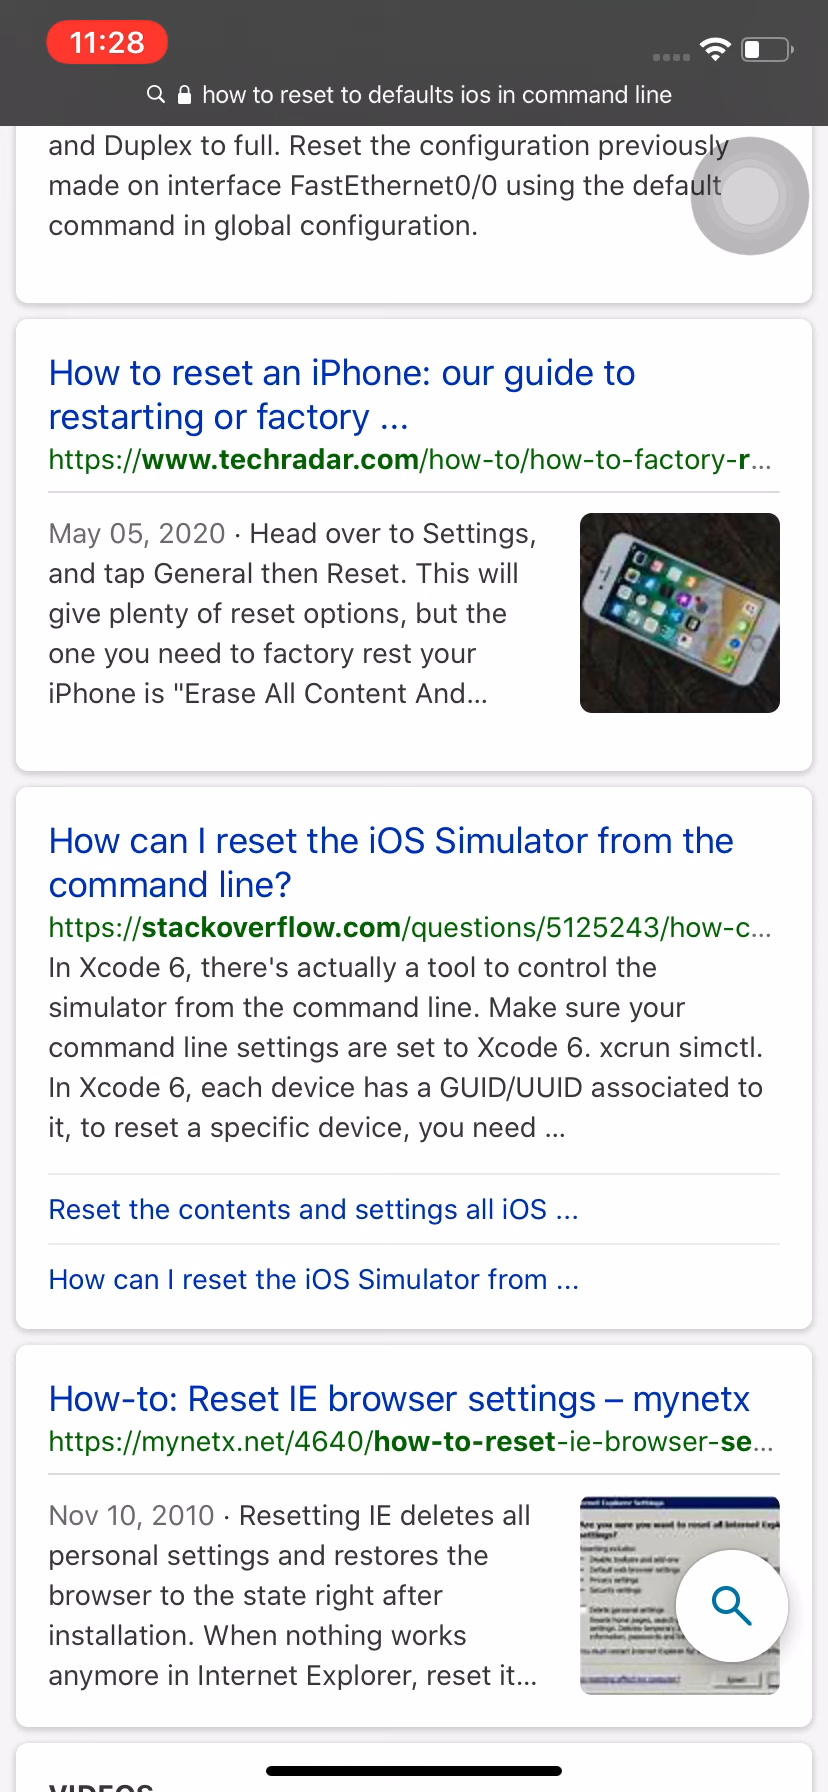 11:28
how to reset to defaults ios in command line
and Duplex to full. Reset the configuration previously
made on interface FastEthernet0/0 using the default
command in global configuration.
How to reset an iPhone: our guide to
restarting or factory ...
https://www.techradar.com/how-to/how-to-factory-r...
May 05, 2020 · Head over to Settings,
and tap General then Reset. This will
give plenty of reset options, but the
one you need to factory rest your
iPhone is "Erase All Content And...
How can I reset the iOS Simulator from the
command line?
https://stackoverflow.com/questions/5125243/how-c...
In Xcode 6, there's actually a tool to control the
simulator from the command line. Make sure your
command line settings are set to Xcode 6. xcrun simctl.
In Xcode 6, each device has a GUID/UUID associated to
it, to reset a specific device, you need ...
Reset the contents and settings all iOS ...
How can I reset the iOS Simulator from ...
How-to: Reset IE browser settings – mynetx
https://mynetx.net/4640/how-to-reset-ie-browser-se...
Nov 10, 2010 · Resetting IE deletes all
personal settings and restores the
browser to the state right after
installation. When nothing works
anymore in Internet Explorer, reset it...
VIDEOS